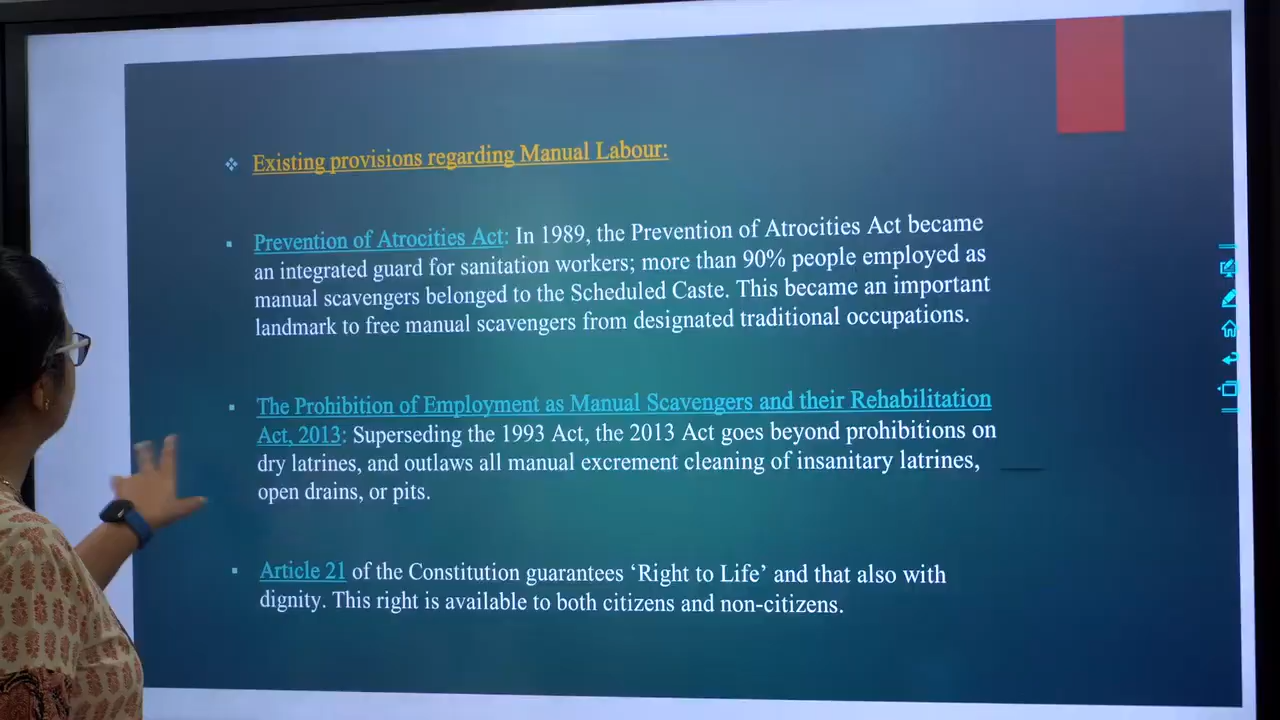 Existing provisions regarding Manual Labour:
Prevention of Atrocities Act: In 1989, the Prevention of Atrocities Act became
an integrated guard for sanitation workers; more than 90% people employed as
manual scavengers belonged to the Scheduled Caste. This became an important
landmark to free manual scavengers from designated traditional occupations.
The Prohibition of Employment as Manual Scavengers and their Rehabilitation
Act, 2013: Superseding the 1993 Act, the 2013 Act goes beyond prohibitions on
dry latrines, and outlaws all manual excrement cleaning of insanitary latrines,
open drains, or pits.
Article 21 of the Constitution guarantees ‘Right to Life’ and that also with
dignity. This right is available to both citizens and non-citizens.